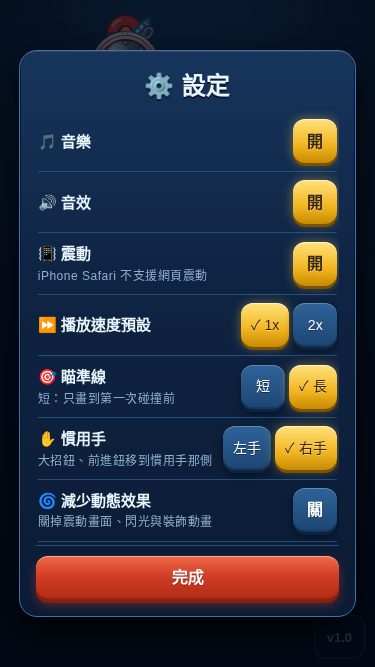 ⚙️ 設定
🎵 音樂
開
🔊 音效
開
📳 震動
iPhone Safari 不支援網頁震動
開
⏩ 播放速度預設
✓ 1x
2x
🎯 瞄準線
短：只畫到第一次碰撞前
短
✓ 長
✋ 慣用手
大招鈕、前進鈕移到慣用手那側
左手
✓ 右手
🌀 減少動態效果
關掉震動畫面、閃光與裝飾動畫
關
完成
v1.0